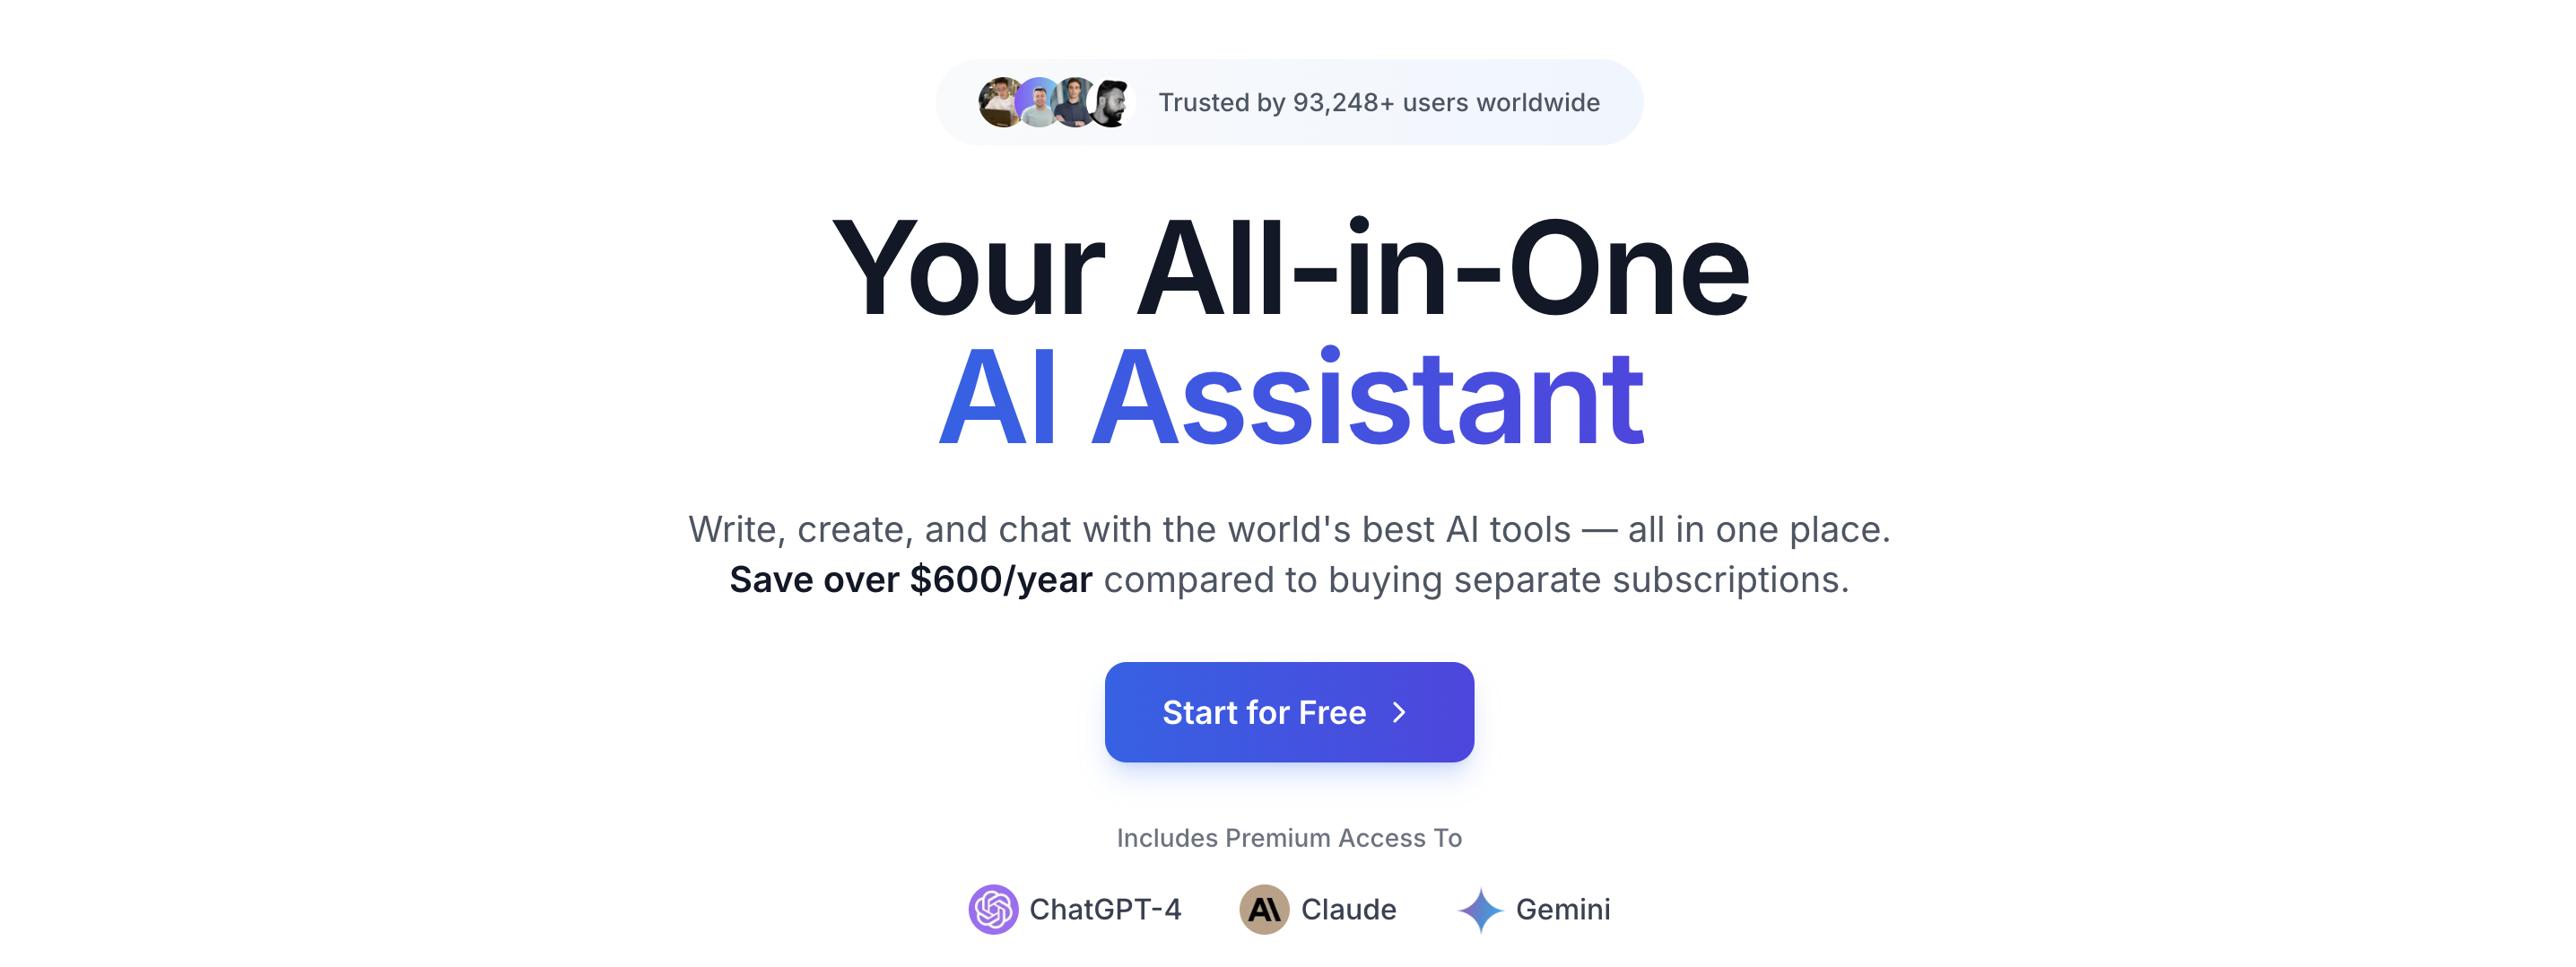 Trusted by 93,248+ users worldwide
Your All-in-One
AI Assistant
Write, create, and chat with the world's best AI tools — all in one place.
Save over $600/year compared to buying separate subscriptions.
Start for Free
Includes Premium Access To
ChatGPT-4 Claude Gemini